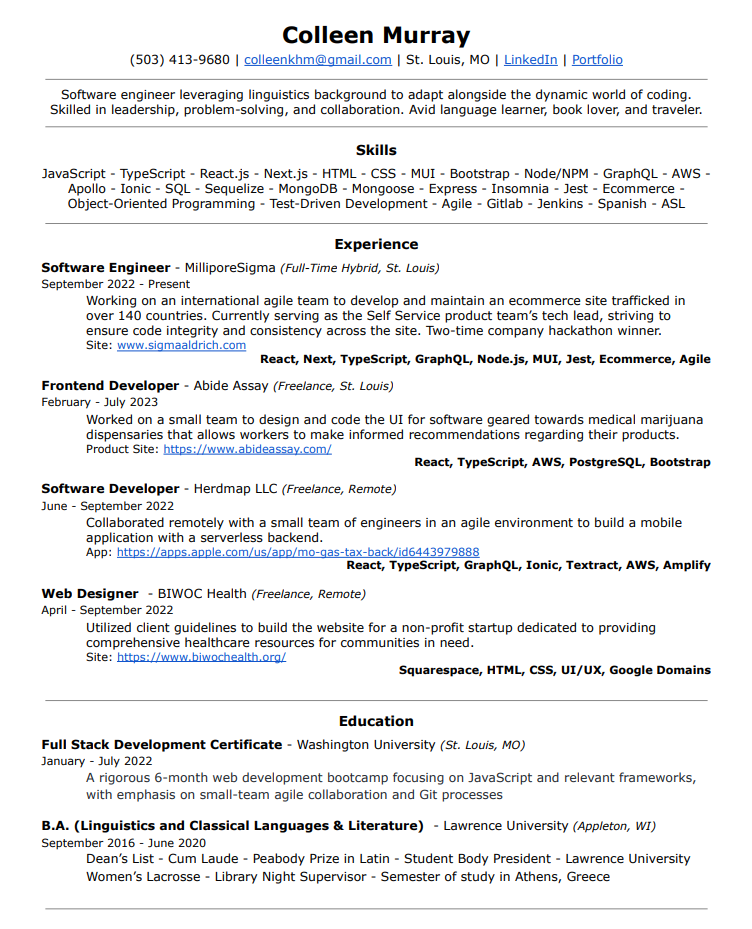 Colleen Murray
(503) 413-9680 | colleenkhm@gmail.com | St. Louis, MO | LinkedIn | Portfolio
Software engineer leveraging linguistics background to adapt alongside the dynamic world of coding.
Skilled in leadership, problem-solving, and collaboration. Avid language learner, book lover, and traveler.
Skills
JavaScript - TypeScript - React.js - Next.js - HTML - CSS - MUI - Bootstrap - Node/NPM - GraphQL - AWS -
Apollo - Ionic - SQL - Sequelize - MongoDB - Mongoose - Express - Insomnia - Jest - Ecommerce -
Object-Oriented Programming - Test-Driven Development - Agile - Gitlab - Jenkins - Spanish - ASL
Experience
Software Engineer - MilliporeSigma (Full-Time Hybrid, St. Louis)
September 2022 - Present
Working on an international agile team to develop and maintain an ecommerce site trafficked in
over 140 countries. Currently serving as the Self Service product team's tech lead, striving to
ensure code integrity and consistency across the site. Two-time company hackathon winner.
Site: www.sigmaaldrich.com
React, Next, TypeScript, GraphQL, Node.js, MUI, Jest, Ecommerce, Agile
Frontend Developer - Abide Assay (Freelance, St. Louis)
February - July 2023
Worked on a small team to design and code the UI for software geared towards medical marijuana
dispensaries that allows workers to make informed recommendations regarding their products.
Product Site: https://www.abideassay.com/
React, TypeScript, AWS, PostgreSQL, Bootstrap
Software Developer - Herdmap LLC (Freelance, Remote)
June - September 2022
Collaborated remotely with a small team of engineers in an agile environment to build a mobile
application with a serverless backend.
App: https://apps.apple.com/us/app/mo-gas-tax-back/id6443979888
React, TypeScript, GraphQL, Ionic, Textract, AWS, Amplify
Web Designer - BIWOC Health (Freelance, Remote)
April - September 2022
Utilized client guidelines to build the website for a non-profit startup dedicated to providing
comprehensive healthcare resources for communities in need.
Site: https://www.biwochealth.org/
Squarespace, HTML, CSS, UI/UX, Google Domains
Education
Full Stack Development Certificate - Washington University (St. Louis, MO)
January - July 2022
A rigorous 6-month web development bootcamp focusing on JavaScript and relevant frameworks,
with emphasis on small-team agile collaboration and Git processes
B.A. (Linguistics and Classical Languages & Literature) - Lawrence University (Appleton, WI)
September 2016 - June 2020
Dean's List - Cum Laude - Peabody Prize in Latin - Student Body President - Lawrence University
Women's Lacrosse - Library Night Supervisor - Semester of study in Athens, Greece